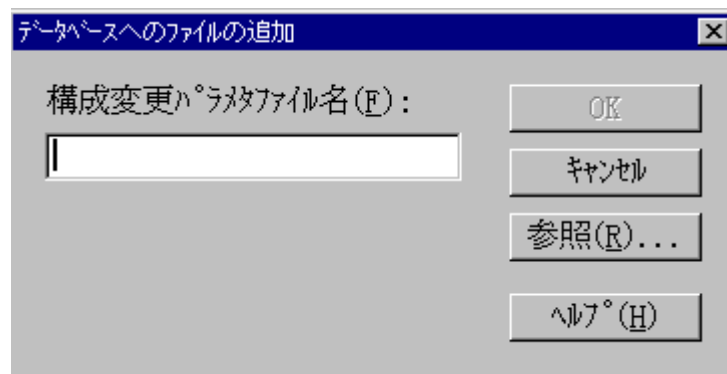 ﾃﾞｰﾀﾍﾞｰｽへのﾌｧｲﾙの追加
構成変更ﾊﾟﾗﾒﾀﾌｧｲﾙ名(F):
OK
ｷｬﾝｾﾙ
参照(R)...
ﾍﾙﾌﾟ(H)